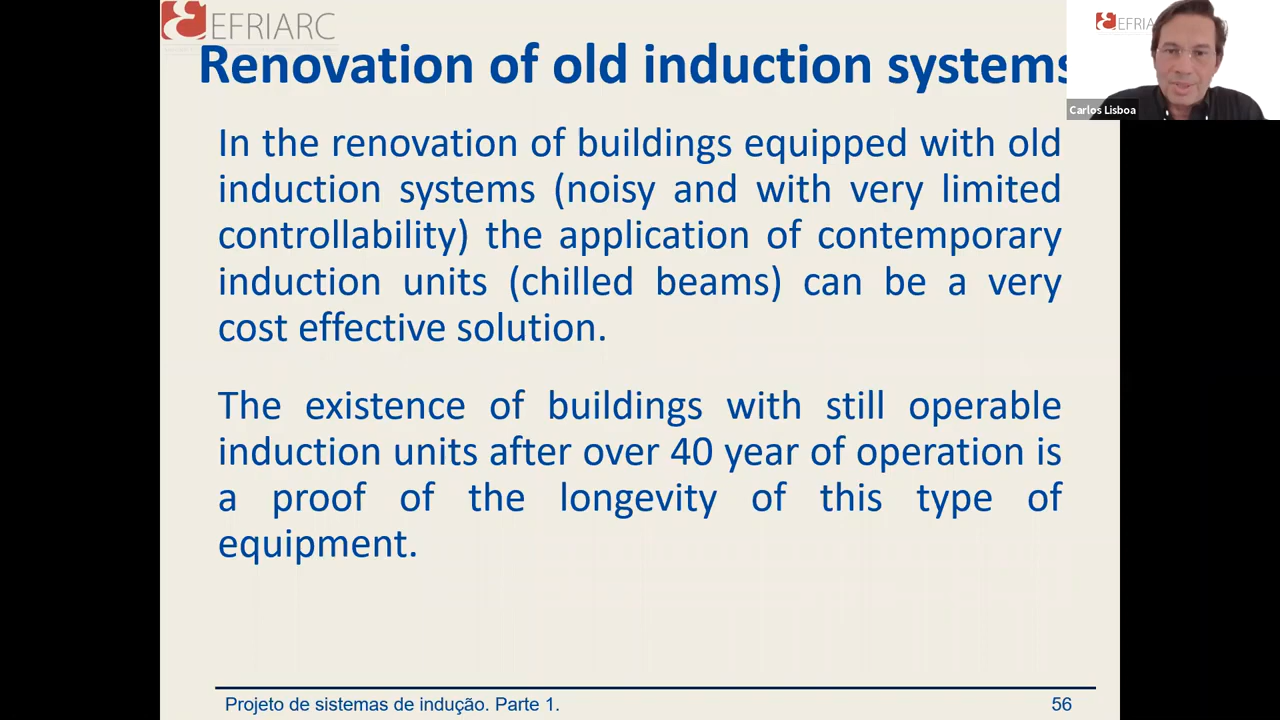 EFRIARC
Renovation of old induction systems
EFRIA
Carlos Lisboa
In the renovation of buildings equipped with old
induction systems (noisy and with very limited
controllability) the application of contemporary
induction units (chilled beams) can be a very
cost effective solution.
The existence of buildings with still operable
induction units after over 40 year of operation is
a proof of the longevity of this type of
equipment.
Projeto de sistemas de indução. Parte 1.
56